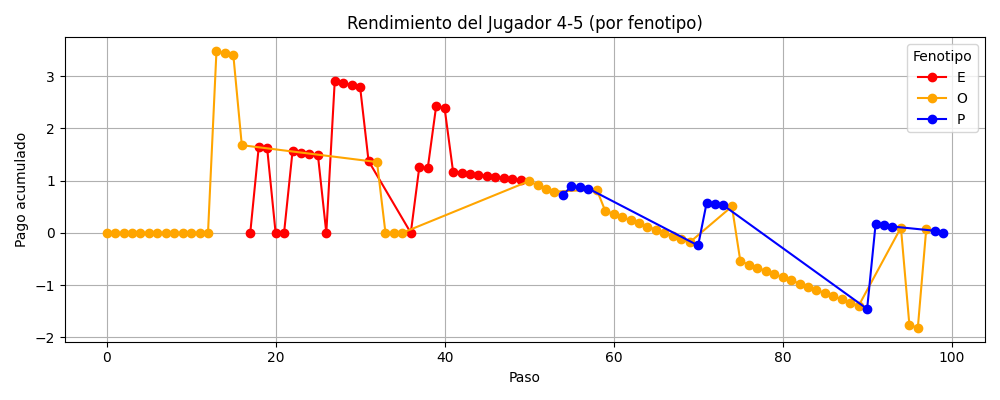 Rendimiento del Jugador 4-5 (por fenotipo)
Pago acumulado
3
2
1
0
−1
−2
Fenotipo
E
O
P
0 20 40 60 80 100
Paso